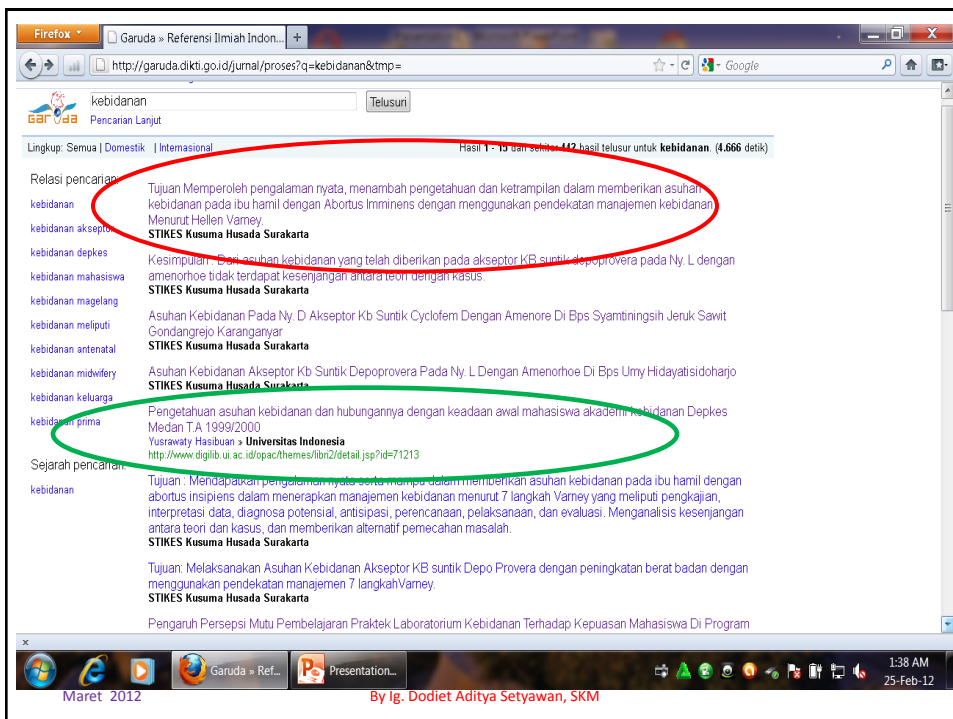 Firefox
Garuda » Referensi Ilmiah Indon...
http://garuda.dikti.go.id/jurnal/proses?q=kebidanan&tmp=
Google
garuda
kebidanan
Telusuri
Pencarian Lanjut
Lingkup: Semua | Domestik | Internasional
Hasil 1 - 15 dari sekitar 442 hasil telusur untuk kebidanan. (4.666 detik)
Relasi pencarian:
kebidanan
kebidanan akseptor
kebidanan depkes
kebidanan mahasiswa
kebidanan magelang
kebidanan meliputi
kebidanan antenatal
kebidanan midwifery
kebidanan keluarga
kebidanan prima
Sejarah pencarian:
kebidanan
Tujuan Memperoleh pengalaman nyata, menambah pengetahuan dan ketrampilan dalam memberikan asuhan
kebidanan pada ibu hamil dengan Abortus Imminens dengan menggunakan pendekatan manajemen kebidanan
Menurut Hellen Varney.
STIKES Kusuma Husada Surakarta
Kesimpulan : Dari asuhan kebidanan yang telah diberikan pada akseptor KB suntik depoprovera pada Ny. L dengan
amenorhoe tidak terdapat kesenjangan antara teori dengan kasus.
STIKES Kusuma Husada Surakarta
Asuhan Kebidanan Pada Ny. D Akseptor Kb Suntik Cyclofem Dengan Amenore Di Bps Syamtiningsih Jeruk Sawit
Gondangrejo Karanganyar
STIKES Kusuma Husada Surakarta
Asuhan Kebidanan Akseptor Kb Suntik Depoprovera Pada Ny. L Dengan Amenorhoe Di Bps Umy Hidayatisidoharjo
STIKES Kusuma Husada Surakarta
Pengetahuan asuhan kebidanan dan hubungannya dengan keadaan awal mahasiswa akademi kebidanan Depkes
Medan T.A 1999/2000
Yusrawaty Hasibuan » Universitas Indonesia
http://www.digilib.ui.ac.id/opac/themes/libri2/detail.jsp?id=71213
Tujuan : Mendapatkan pengalaman nyata serta mampu dalam memberikan asuhan kebidanan pada ibu hamil dengan
abortus insipiens dalam menerapkan manajemen kebidanan menurut 7 langkah Varney yang meliputi pengkajian,
interpretasi data, diagnosa potensial, antisipasi, perencanaan, pelaksanaan, dan evaluasi. Menganalisis kesenjangan
antara teori dan kasus, dan memberikan alternatif pemecahan masalah.
STIKES Kusuma Husada Surakarta
Tujuan: Melaksanakan Asuhan Kebidanan Akseptor KB suntik Depo Provera dengan peningkatan berat badan dengan
menggunakan pendekatan manajemen 7 langkahVarney.
STIKES Kusuma Husada Surakarta
Pengaruh Persepsi Mutu Pembelajaran Praktek Laboratorium Kebidanan Terhadap Kepuasan Mahasiswa Di Program
x
Garuda » Ref...
Presentation...
1:38 AM
25-Feb-12
Maret 2012
By Ig. Dodiet Aditya Setyawan, SKM